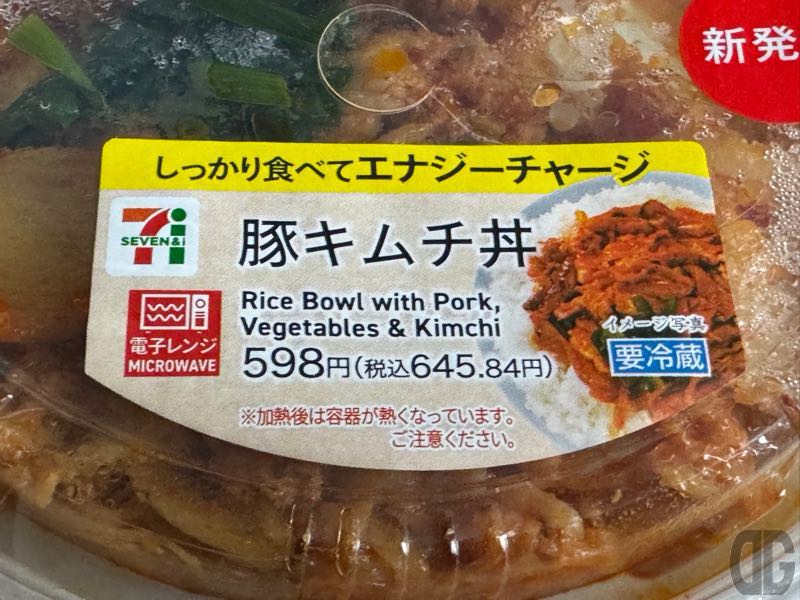 新発
しっかり食べてエナジーチャージ
SEVEN&i
豚キムチ丼
Rice Bowl with Pork,
Vegetables & Kimchi
電子レンジ
MICROWAVE
598円(税込645.84円)
イメージ写真
要冷蔵
※加熱後は容器が熱くなっています。
ご注意ください。
DG